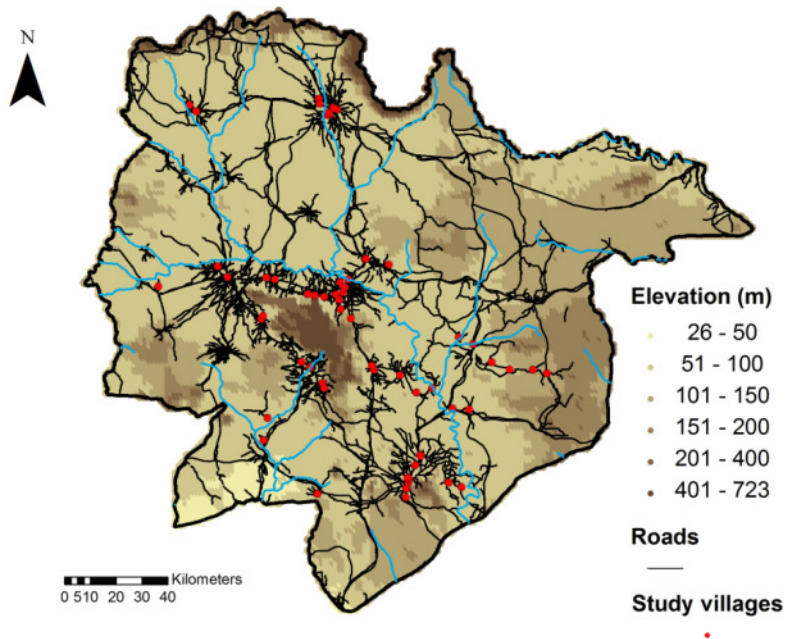 N
Elevation (m)
26 - 50
51 - 100
101 - 150
151 - 200
201 - 400
401 - 723
Roads
Study villages
Kilometers
0 510 20 30 40